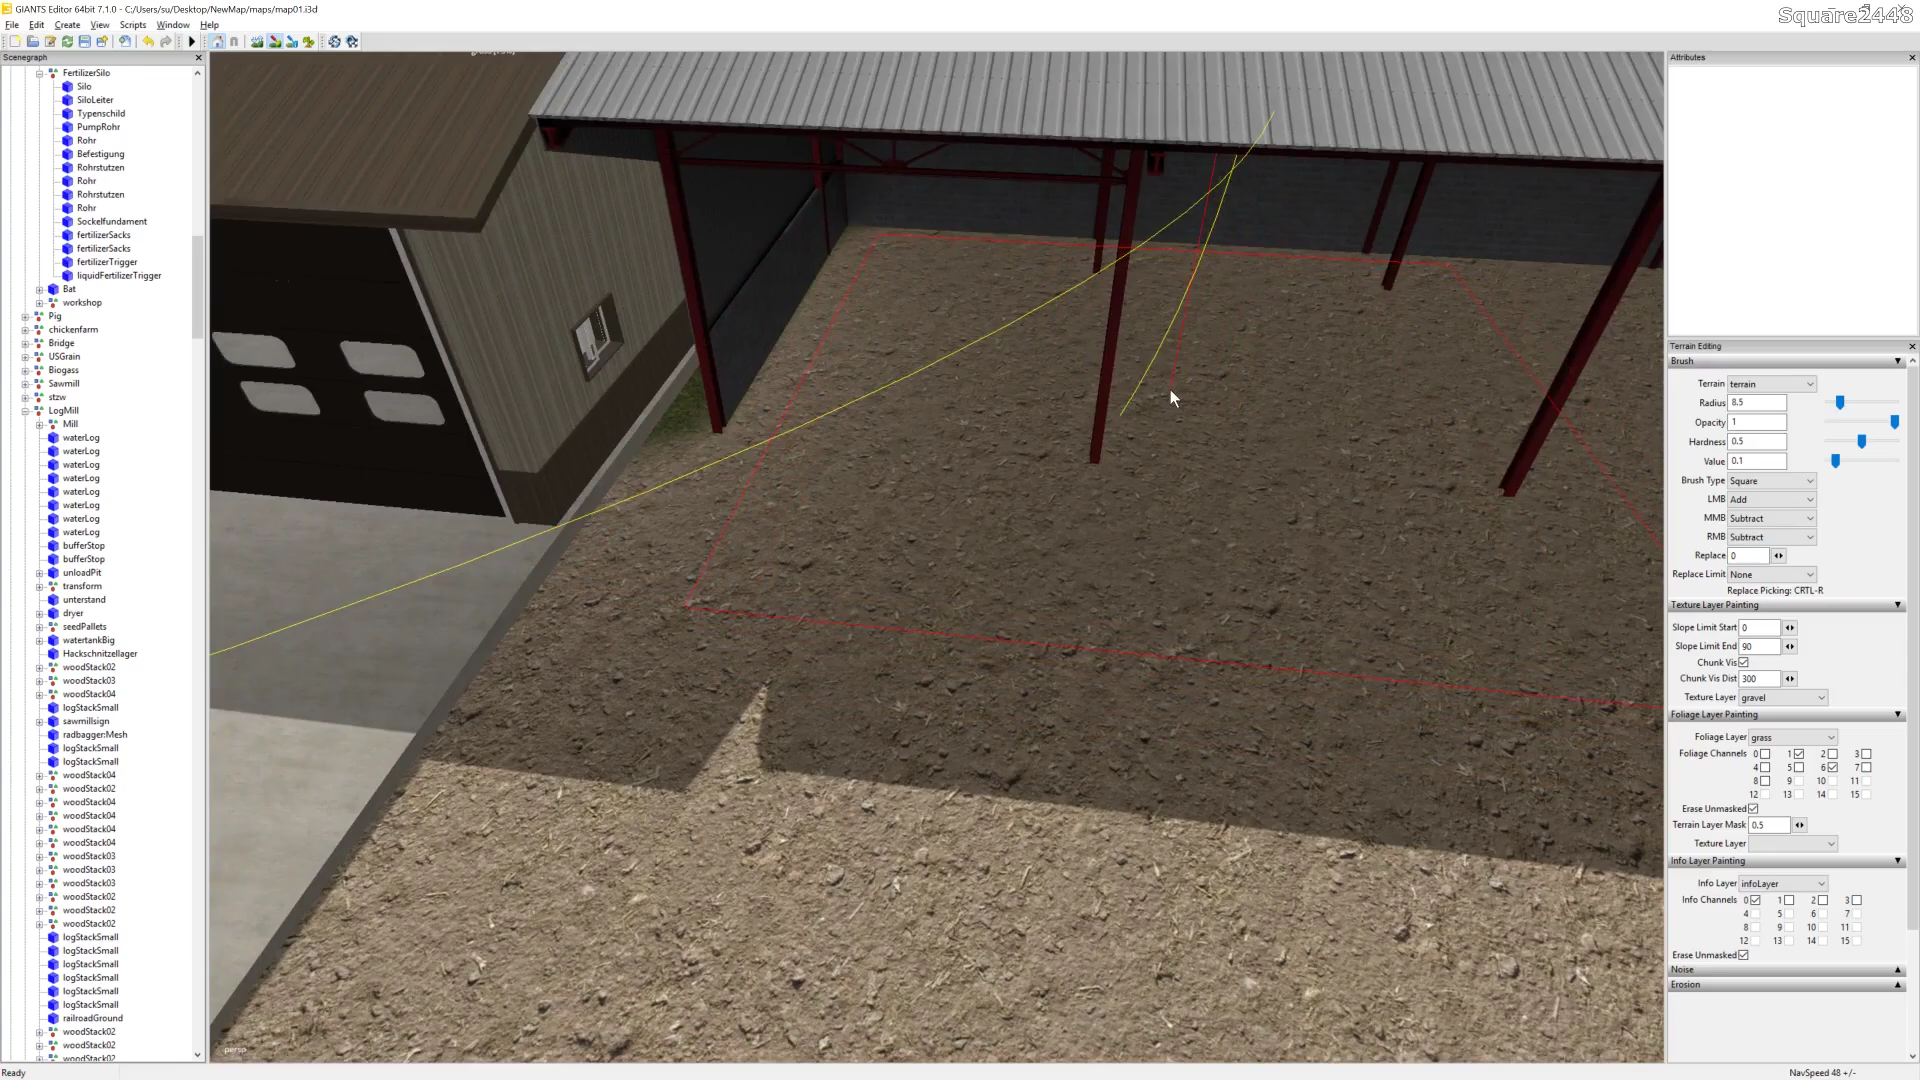 GIANTS Editor 64bit 7.1.0 - C:/Users/su/Desktop/NewMap/maps/map01.i3d
Square2448
File Edit Create View Scripts Window Help
Scenegraph
FertilizerSilo
Silo
SiloLeiter
Typenschild
PumpRohr
Rohr
Befestigung
Rohrstutzen
Rohr
Rohrstutzen
Rohr
Sockelfundament
fertilizerSacks
fertilizerSacks
fertilizerTrigger
liquidFertilizerTrigger
Bat
workshop
Pig
chickenfarm
Bridge
USGrain
Biogass
Sawmill
stzw
LogMill
Mill
waterLog
waterLog
waterLog
waterLog
waterLog
waterLog
waterLog
waterLog
bufferStop
bufferStop
unloadPit
transform
unterstand
dryer
seedPallets
watertankBig
Hackschnitzellager
woodStack02
woodStack03
woodStack04
logStackSmall
sawmillsign
radbagger:Mesh
logStackSmall
logStackSmall
woodStack04
woodStack02
woodStack04
woodStack04
woodStack04
woodStack04
woodStack03
woodStack03
woodStack03
woodStack02
woodStack02
woodStack02
logStackSmall
logStackSmall
logStackSmall
logStackSmall
logStackSmall
logStackSmall
railroadGround
woodStack02
woodStack02
woodStack02
persp
Attributes
Terrain Editing
Brush
Terrain terrain
Radius 8.5
Opacity 1
Hardness 0.5
Value 0.1
Brush Type Square
LMB Add
MMB Subtract
RMB Subtract
Replace 0
Replace Limit None
Replace Picking: CRTL-R
Texture Layer Painting
Slope Limit Start 0
Slope Limit End 90
Chunk Vis
Chunk Vis Dist 300
Texture Layer gravel
Foliage Layer Painting
Foliage Layer grass
Foliage Channels 0 1 2 3
4 5 6 7
8 9 10 11
12 13 14 15
Erase Unmasked
Terrain Layer Mask 0.5
Texture Layer
Info Layer Painting
Info Layer infoLayer
Info Channels 0 1 2 3
4 5 6 7
8 9 10 11
12 13 14 15
Erase Unmasked
Noise
Erosion
Ready
NavSpeed 48 +/-